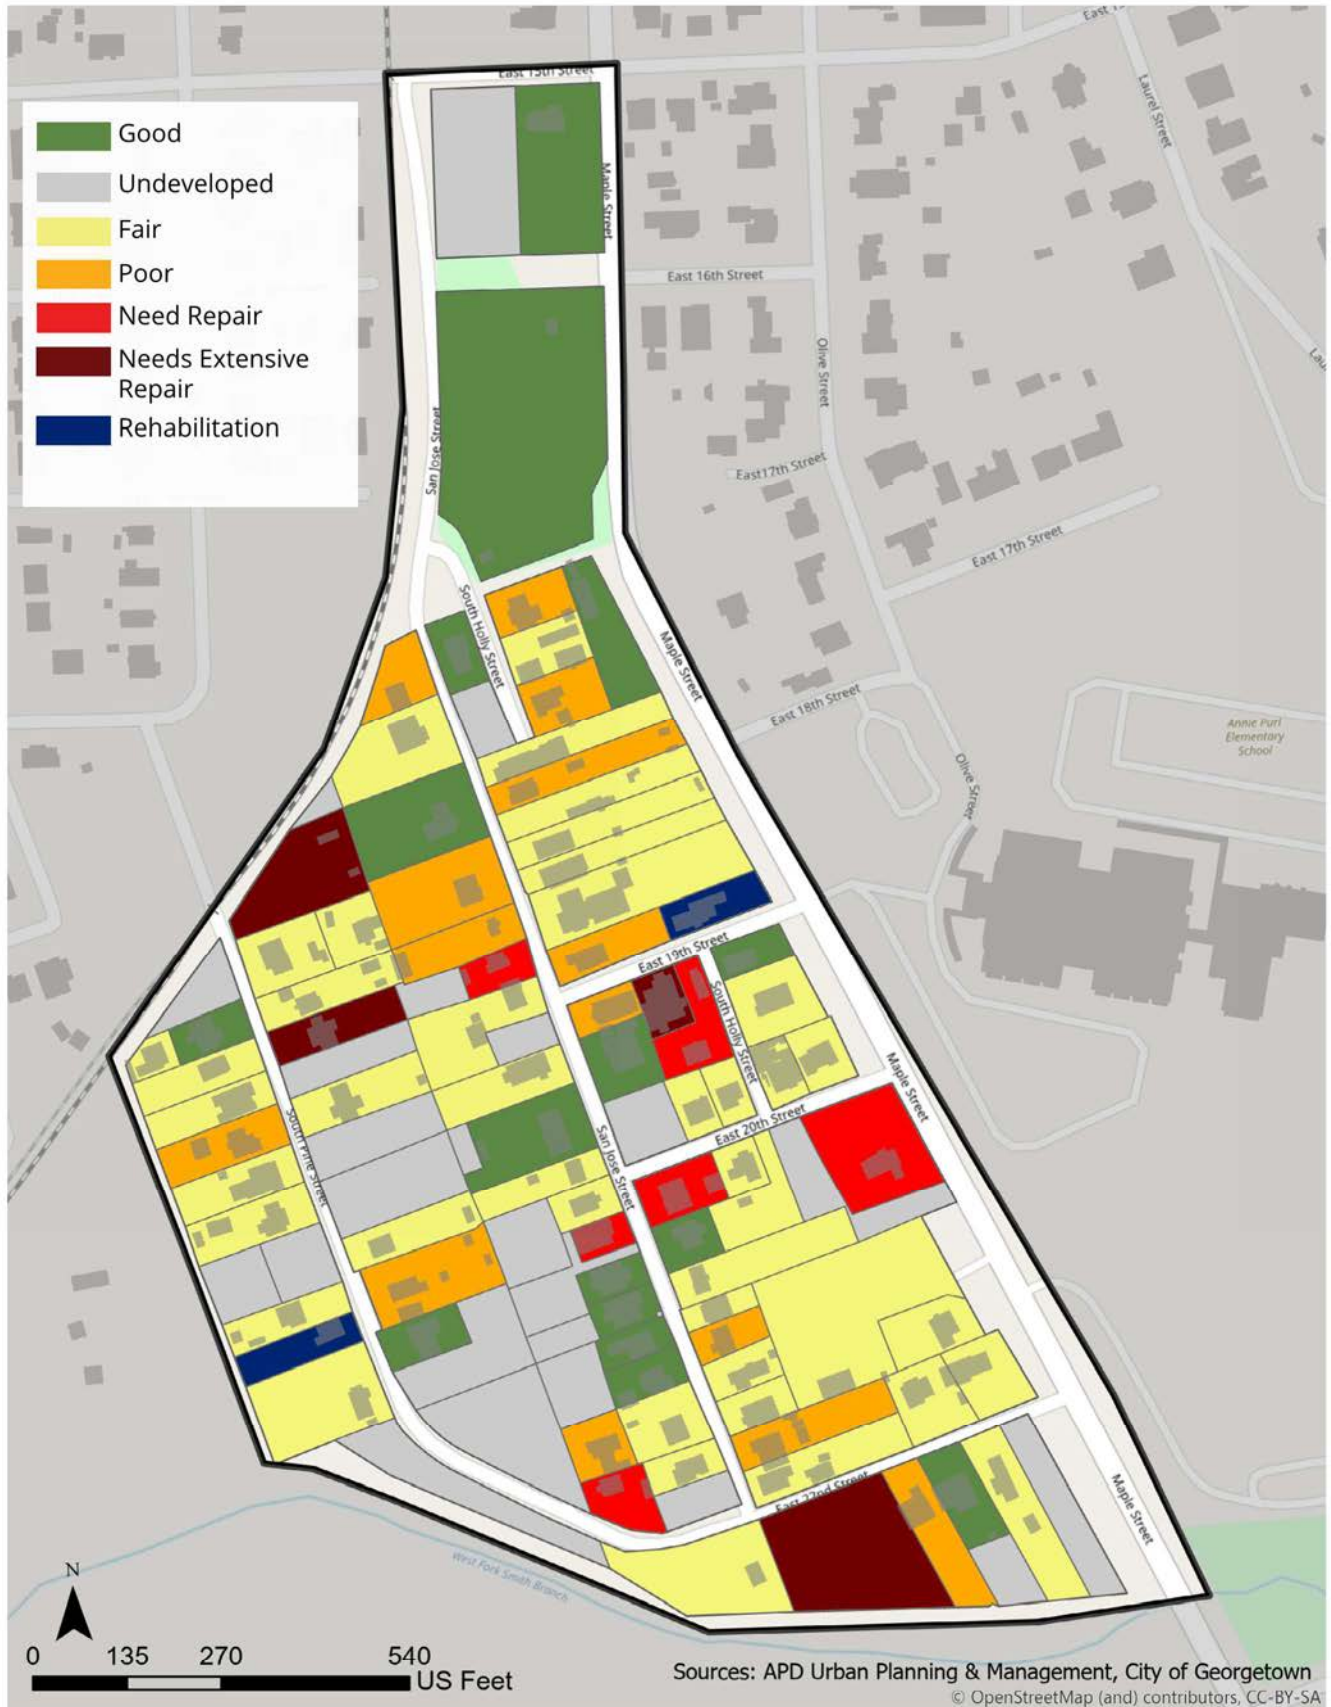 East 15th Street
Laurel Street
Good
Undeveloped
Fair
Poor
Need Repair
Needs Extensive
Repair
Rehabilitation
Maple Street
East 16th Street
Olive Street
San Jose Street
East17th Street
East 17th Street
South Holly Street
Maple Street
East 18th Street
Annie Purl
Elementary
School
Olive Street
East 19th Street
South Holly Street
Maple Street
East 20th Street
South Pine Street
San Jose Street
East 22nd Street
Maple Street
West Fork Smith Branch
N
0 135 270 540
US Feet
Sources: APD Urban Planning & Management, City of Georgetown
© OpenStreetMap (and) contributors, CC-BY-SA